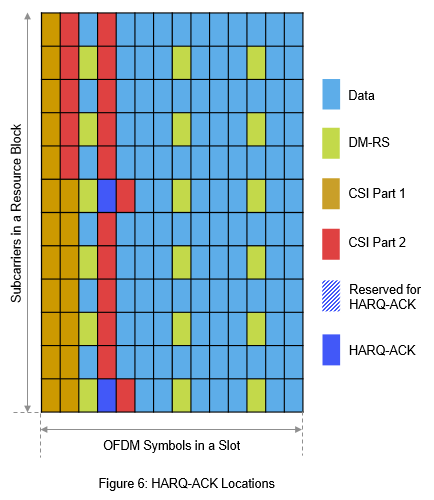 Subcarriers in a Resource Block
Data
DM-RS
CSI Part 1
CSI Part 2
Reserved for
HARQ-ACK
HARQ-ACK
OFDM Symbols in a Slot
Figure 6: HARQ-ACK Locations